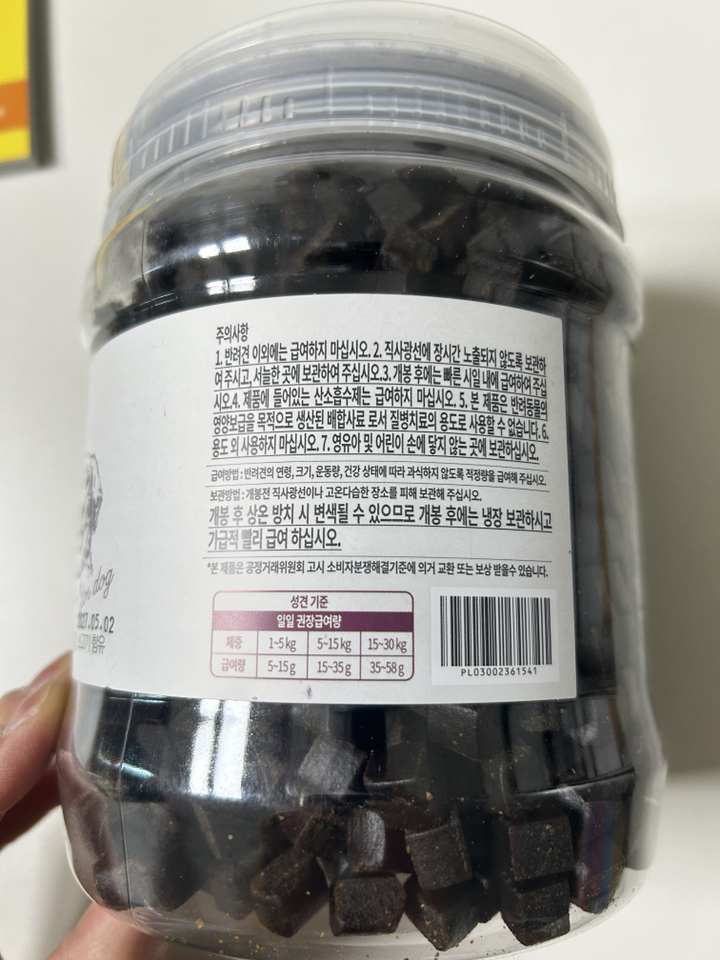 주의사항
1. 반려견 이외에는 급여하지 마십시오. 2. 직사광선에 장시간 노출되지 않도록 보관하
여 주시고, 서늘한 곳에 보관하여 주십시오.3. 개봉 후에는 빠른 시일 내에 급여하여 주십
시오.4. 제품에 들어있는 산소흡수제는 급여하지 마십시오. 5. 본 제품은 반려동물의
영양보급을 목적으로 생산된 배합사료 로서 질병치료의 용도로 사용할 수 없습니다. 6.
용도 외 사용하지 마십시오. 7. 영유아 및 어린이 손에 닿지 않는 곳에 보관하십시오.
급여방법 : 반려견의 연령, 크기, 운동량, 건강 상태에 따라 과식하지 않도록 적정량을 급여해 주십시오.
보관방법 : 개봉전 직사광선이나 고온다습한 장소를 피해 보관해 주십시오.
개봉 후 상온 방치 시 변색될 수 있으므로 개봉 후에는 냉장 보관하시고
가급적 빨리 급여 하십시오.
*본 제품은 공정거래위원회 고시 소비자분쟁해결기준에 의거 교환 또는 보상 받을수 있습니다.
성견 기준
일일 권장급여량
체중 1~5 kg 5~15 kg 15~30 kg
급여량 5~15 g 15~35 g 35~58 g
PL03002361541
dog
27.05.02
함유